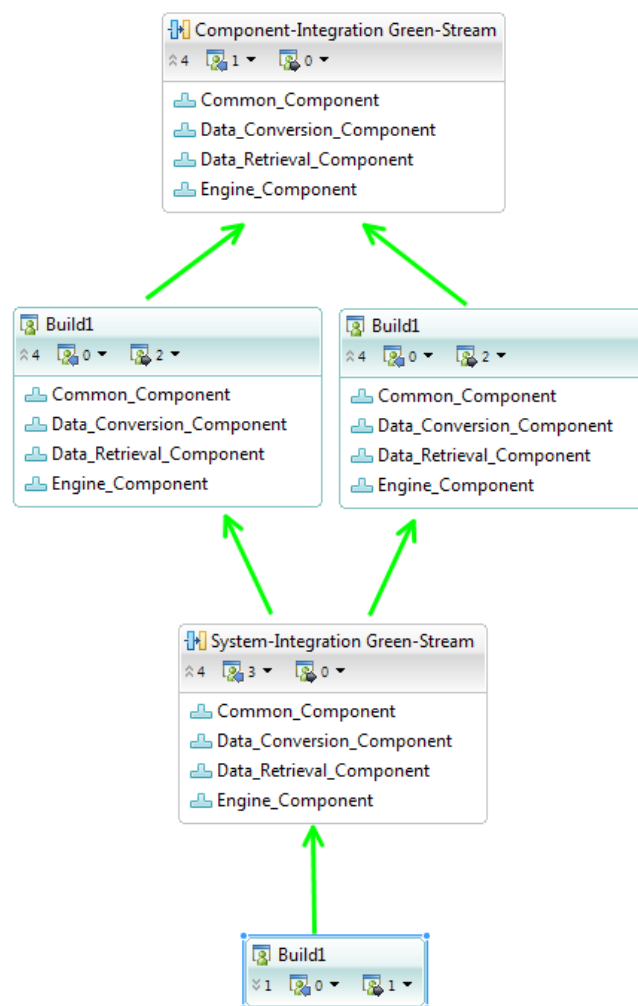 Component-Integration Green-Stream
4 1 0
Common_Component
Data_Conversion_Component
Data_Retrieval_Component
Engine_Component
Build1
4 0 2
Common_Component
Data_Conversion_Component
Data_Retrieval_Component
Engine_Component
Build1
4 0 2
Common_Component
Data_Conversion_Component
Data_Retrieval_Component
Engine_Component
System-Integration Green-Stream
4 3 0
Common_Component
Data_Conversion_Component
Data_Retrieval_Component
Engine_Component
Build1
1 0 1